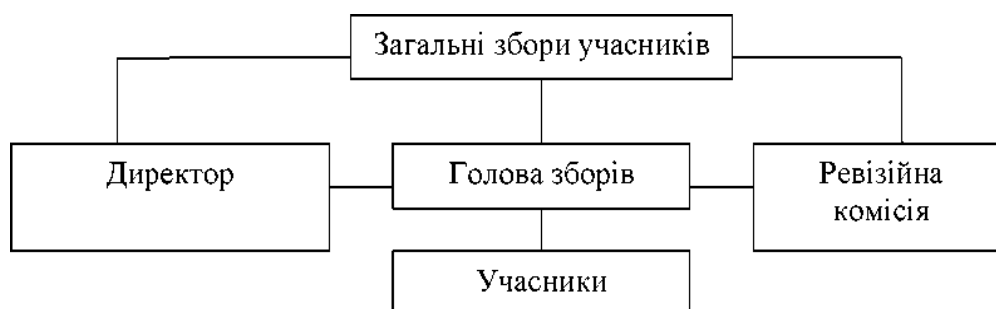 Загальні збори учасників
Директор
Голова зборів
Ревізійна
комісія
Учасники